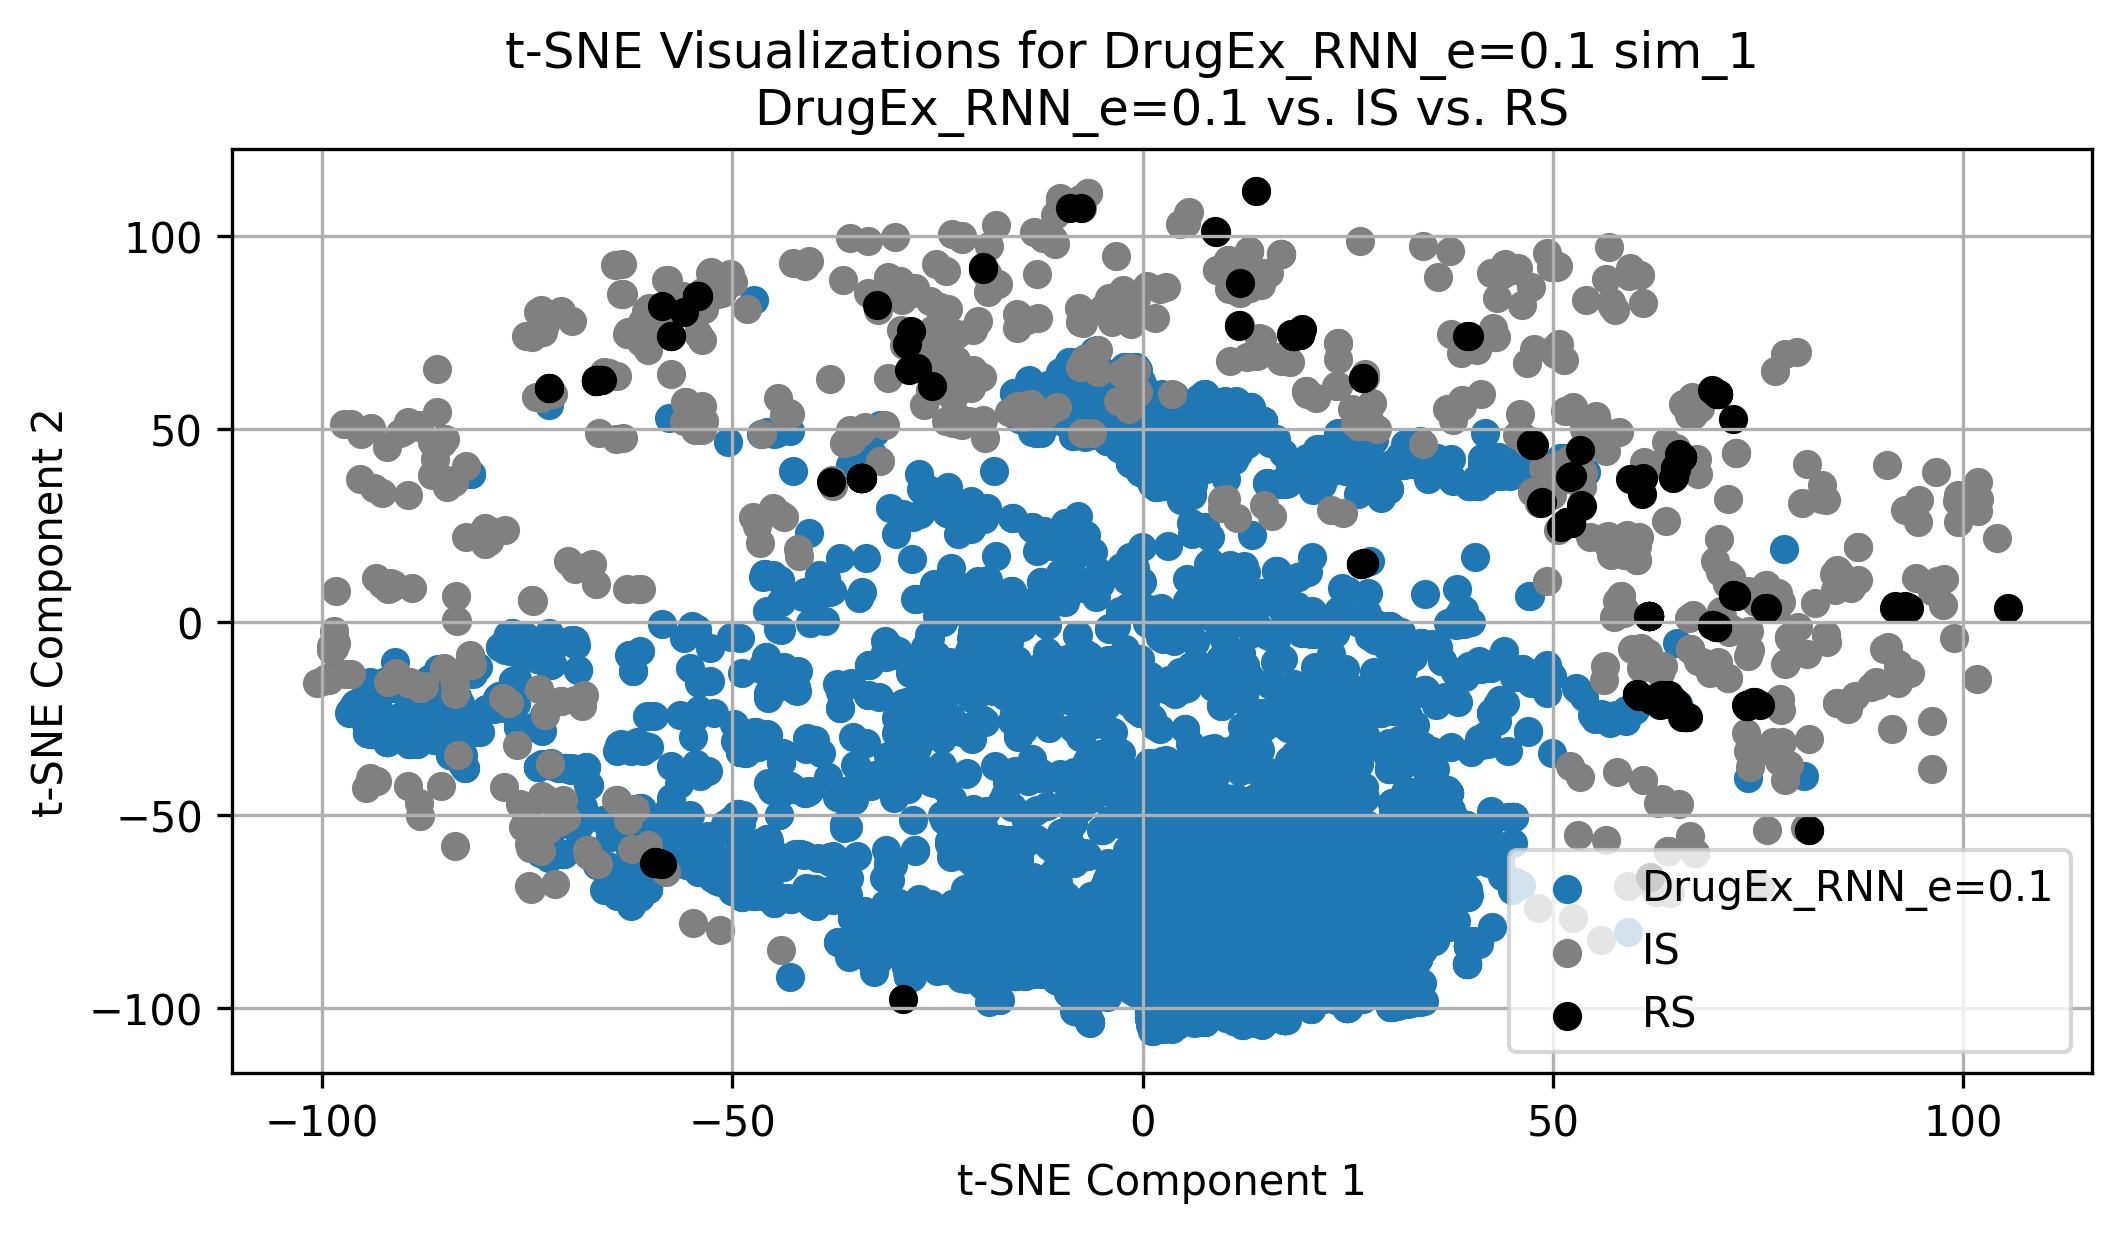 t-SNE Visualizations for DrugEx_RNN_e=0.1 sim_1
DrugEx_RNN_e=0.1 vs. IS vs. RS
t-SNE Component 2
100
50
0
−50
−100
DrugEx_RNN_e=0.1
IS
RS
−100
−50
0
50
100
t-SNE Component 1